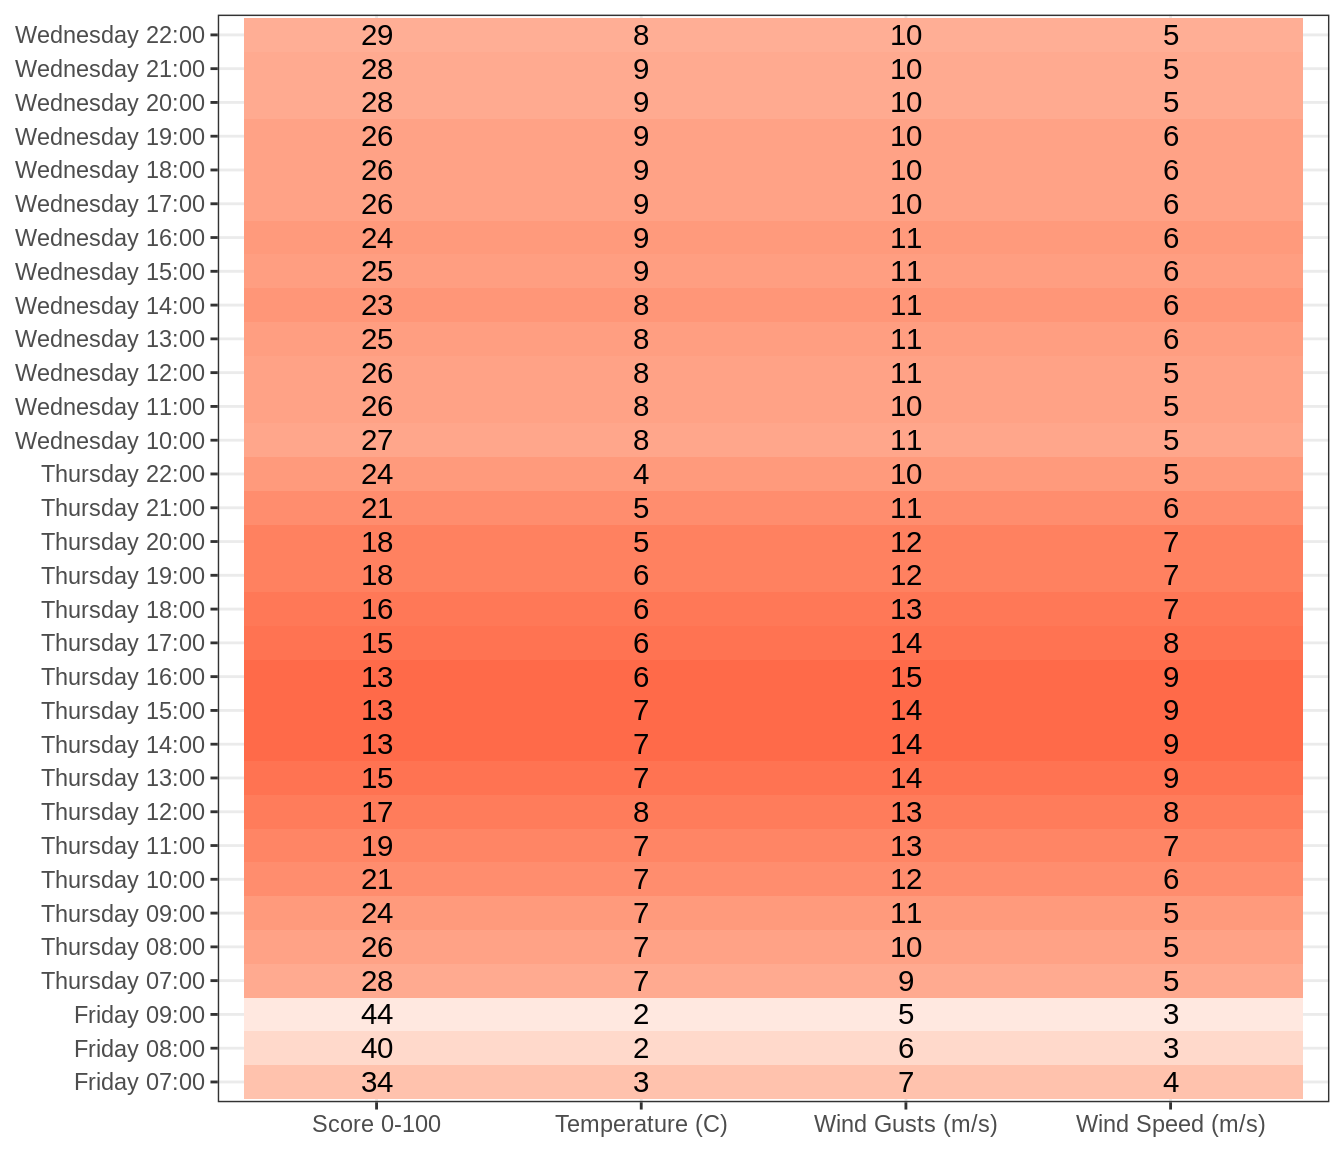 Wednesday 22:00 29 8 10 5
Wednesday 21:00 28 9 10 5
Wednesday 20:00 28 9 10 5
Wednesday 19:00 26 9 10 6
Wednesday 18:00 26 9 10 6
Wednesday 17:00 26 9 10 6
Wednesday 16:00 24 9 11 6
Wednesday 15:00 25 9 11 6
Wednesday 14:00 23 8 11 6
Wednesday 13:00 25 8 11 6
Wednesday 12:00 26 8 11 5
Wednesday 11:00 26 8 10 5
Wednesday 10:00 27 8 11 5
Thursday 22:00 24 4 10 5
Thursday 21:00 21 5 11 6
Thursday 20:00 18 5 12 7
Thursday 19:00 18 6 12 7
Thursday 18:00 16 6 13 7
Thursday 17:00 15 6 14 8
Thursday 16:00 13 6 15 9
Thursday 15:00 13 7 14 9
Thursday 14:00 13 7 14 9
Thursday 13:00 15 7 14 9
Thursday 12:00 17 8 13 8
Thursday 11:00 19 7 13 7
Thursday 10:00 21 7 12 6
Thursday 09:00 24 7 11 5
Thursday 08:00 26 7 10 5
Thursday 07:00 28 7 9 5
Friday 09:00 44 2 5 3
Friday 08:00 40 2 6 3
Friday 07:00 34 3 7 4
Score 0-100 Temperature (C) Wind Gusts (m/s) Wind Speed (m/s)